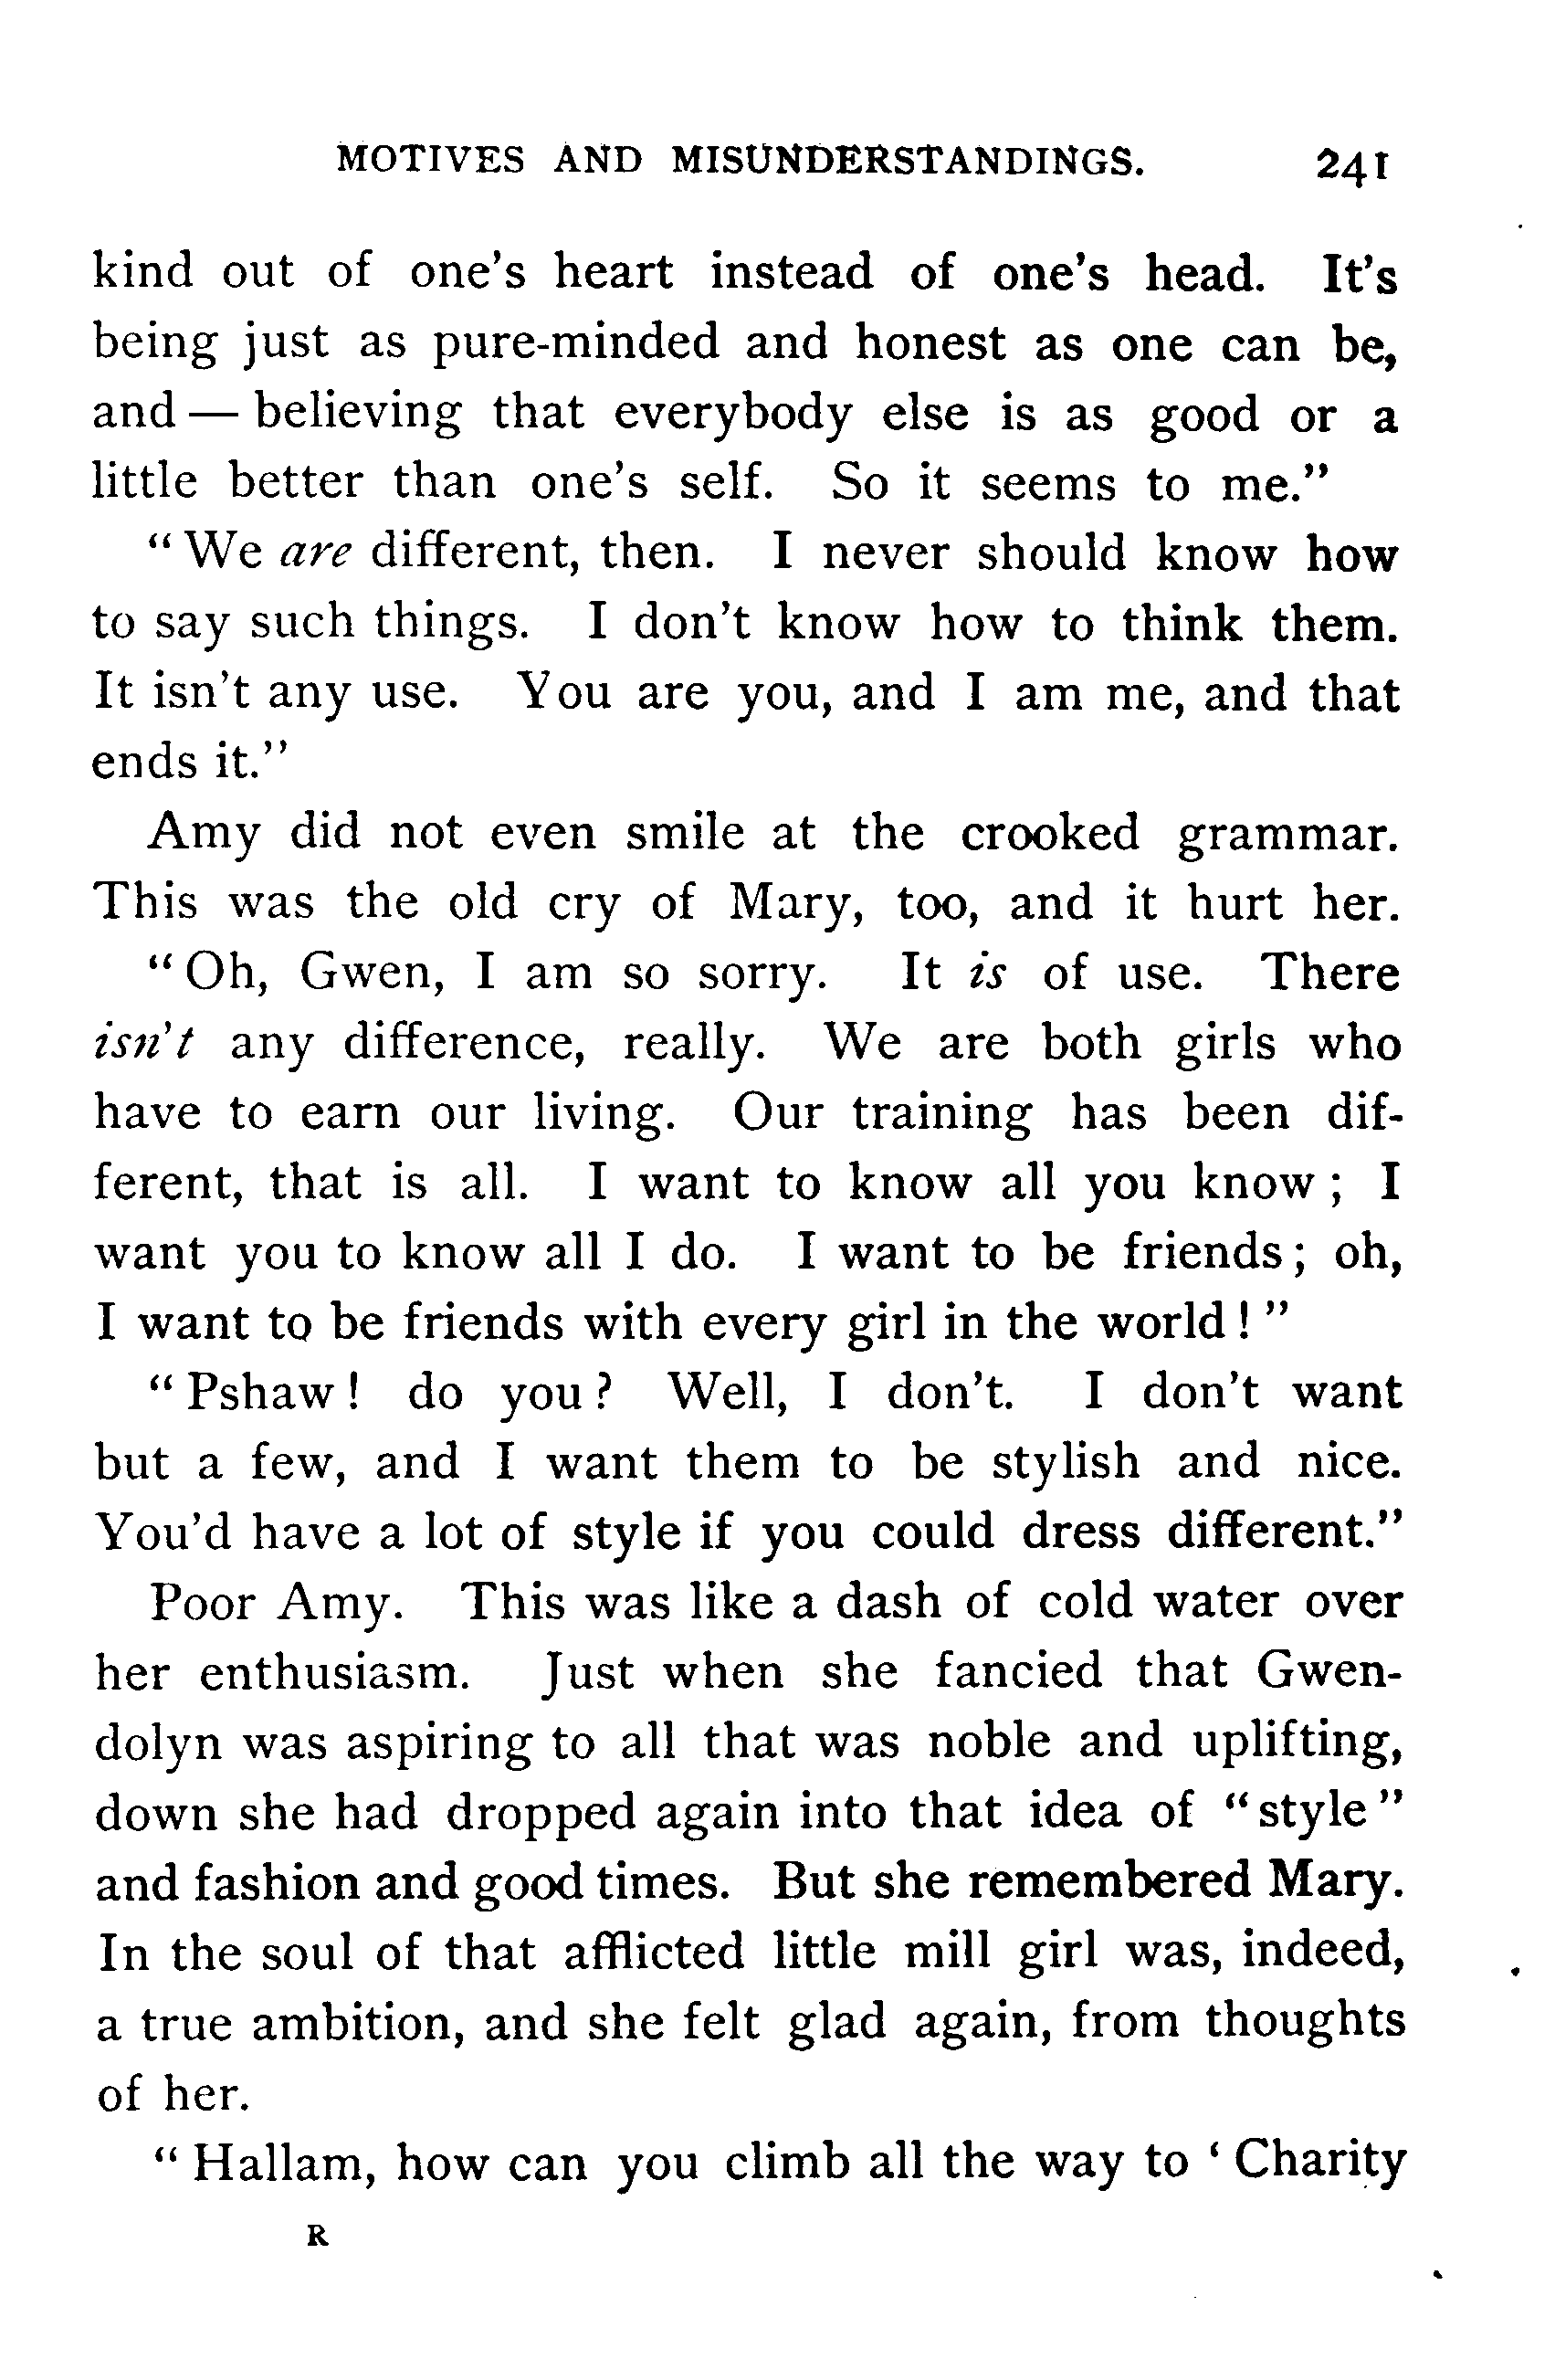 MOTIVES AND MISUNDERSTANDINGS. 241
kind out of one's heart instead of one's head. It's
being just as pure-minded and honest as one can be,
and — believing that everybody else is as good or a
little better than one's self. So it seems to me."
"We are different, then. I never should know how
to say such things. I don't know how to think them.
It isn't any use. You are you, and I am me, and that
ends it."
Amy did not even smile at the crooked grammar.
This was the old cry of Mary, too, and it hurt her.
"Oh, Gwen, I am so sorry. It is of use. There
isn't any difference, really. We are both girls who
have to earn our living. Our training has been dif-
ferent, that is all. I want to know all you know; I
want you to know all I do. I want to be friends; oh,
I want to be friends with every girl in the world!"
"Pshaw! do you? Well, I don't. I don't want
but a few, and I want them to be stylish and nice.
You'd have a lot of style if you could dress different."
Poor Amy. This was like a dash of cold water over
her enthusiasm. Just when she fancied that Gwen-
dolyn was aspiring to all that was noble and uplifting,
down she had dropped again into that idea of "style"
and fashion and good times. But she remembered Mary.
In the soul of that afflicted little mill girl was, indeed,
a true ambition, and she felt glad again, from thoughts
of her.
"Hallam, how can you climb all the way to 'Charity
R